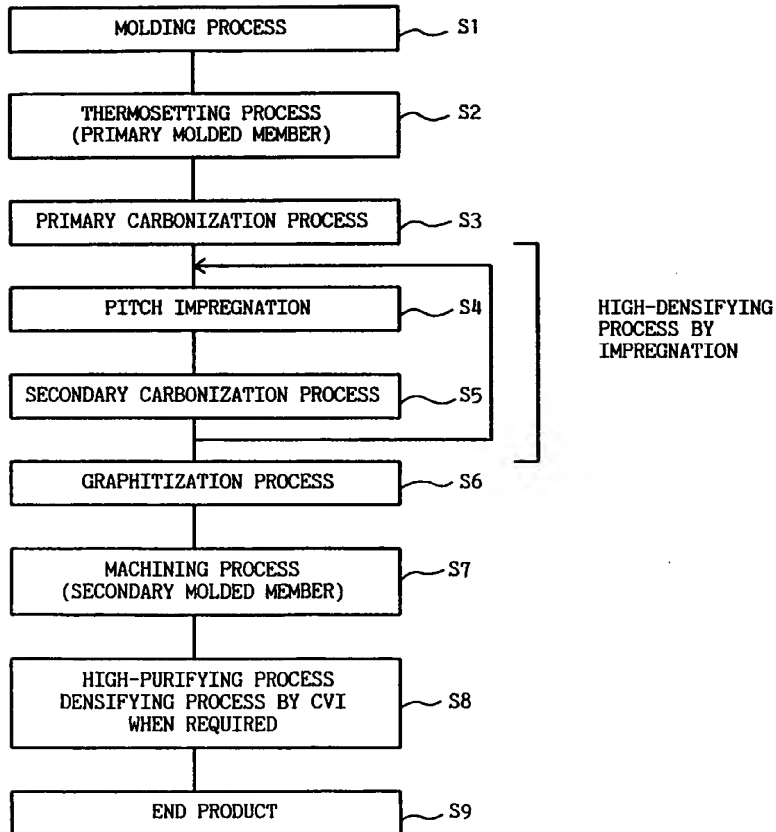 MOLDING PROCESS
S1
THERMOSETTING PROCESS
(PRIMARY MOLDED MEMBER)
S2
PRIMARY CARBONIZATION PROCESS
S3
PITCH IMPREGNATION
S4
HIGH-DENSIFYING
PROCESS BY
IMPREGNATION
SECONDARY CARBONIZATION PROCESS
S5
GRAPHITIZATION PROCESS
S6
MACHINING PROCESS
(SECONDARY MOLDED MEMBER)
S7
HIGH-PURIFYING PROCESS
DENSIFYING PROCESS BY CVI
WHEN REQUIRED
S8
END PRODUCT
S9